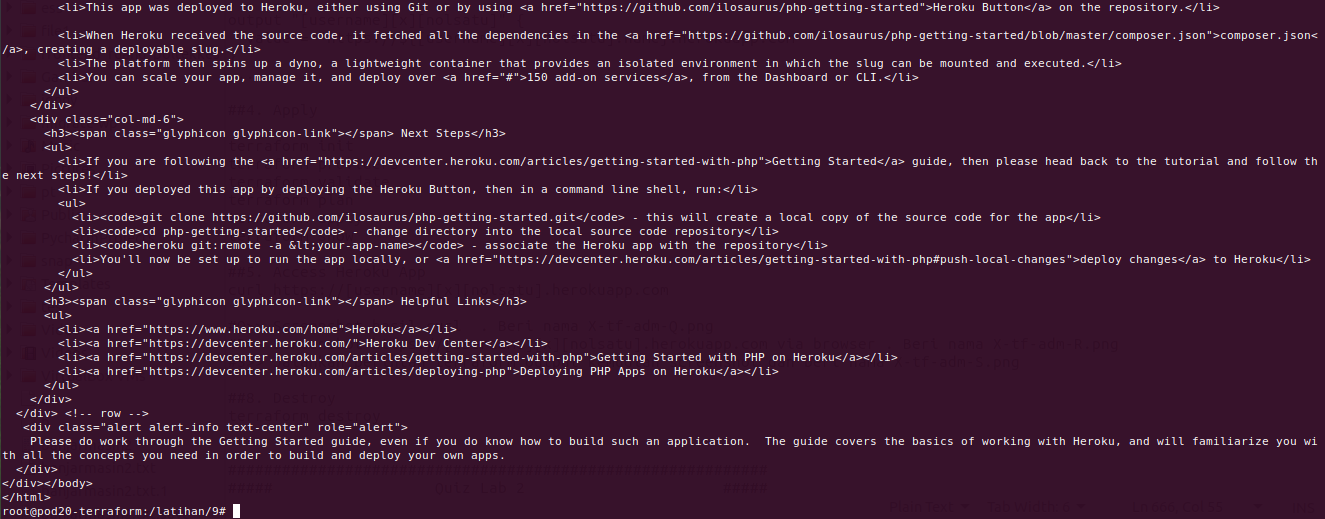 <li>This app was deployed to Heroku, either using Git or by using <a href="https://github.com/ilosaurus/php-getting-started">Heroku Button</a> on the repository.</li>
<li>When Heroku received the source code, it fetched all the dependencies in the <a href="https://github.com/ilosaurus/php-getting-started/blob/master/composer.json">composer.json<
/a>, creating a deployable slug.</li>
<li>The platform then spins up a dyno, a lightweight container that provides an isolated environment in which the slug can be mounted and executed.</li>
<li>You can scale your app, manage it, and deploy over <a href="#">150 add-on services</a>, from the Dashboard or CLI.</li>
</ul>
</div>
<div class="col-md-6">
<h3><span class="glyphicon glyphicon-link"></span> Next Steps</h3>
<ul>
<li>If you are following the <a href="https://devcenter.heroku.com/articles/getting-started-with-php">Getting Started</a> guide, then please head back to the tutorial and follow th
e next steps!</li>
<li>If you deployed this app by deploying the Heroku Button, then in a command line shell, run:</li>
<ul>
<li><code>git clone https://github.com/ilosaurus/php-getting-started.git</code> - this will create a local copy of the source code for the app</li>
<li><code>cd php-getting-started</code> - change directory into the local source code repository</li>
<li><code>heroku git:remote -a &lt;your-app-name></code> - associate the Heroku app with the repository</li>
<li>You'll now be set up to run the app locally, or <a href="https://devcenter.heroku.com/articles/getting-started-with-php#push-local-changes">deploy changes</a> to Heroku</li>
</ul>
</ul>
<h3><span class="glyphicon glyphicon-link"></span> Helpful Links</h3>
<ul>
<li><a href="https://www.heroku.com/home">Heroku</a></li>
<li><a href="https://devcenter.heroku.com/">Heroku Dev Center</a></li>
<li><a href="https://devcenter.heroku.com/articles/getting-started-with-php">Getting Started with PHP on Heroku</a></li>
<li><a href="https://devcenter.heroku.com/articles/deploying-php">Deploying PHP Apps on Heroku</a></li>
</ul>
</div>
</div> <!-- row -->
<div class="alert alert-info text-center" role="alert">
Please do work through the Getting Started guide, even if you do know how to build such an application.  The guide covers the basics of working with Heroku, and will familiarize you wi
th all the concepts you need in order to build and deploy your own apps.
</div>
</div></body>
</html>
root@pod20-terraform:/latihan/9#